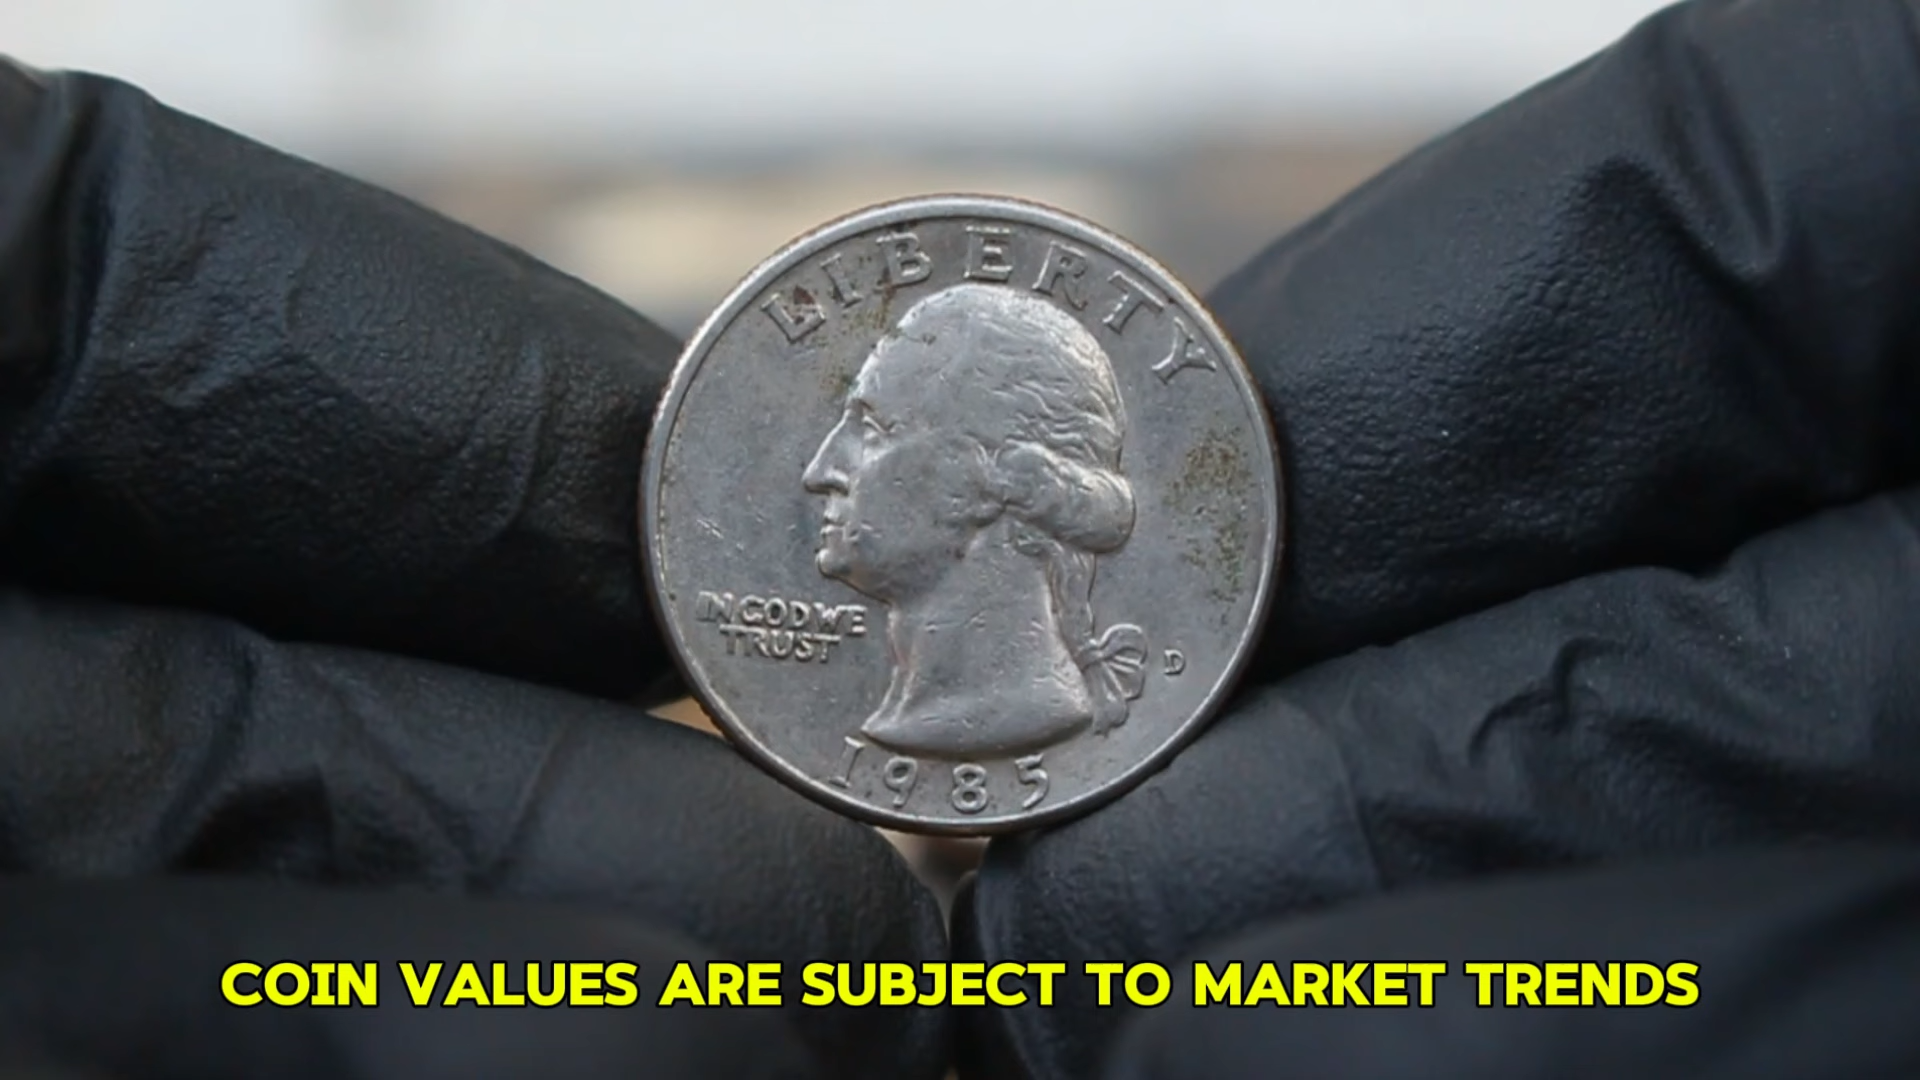 LIBERTY
IN GOD WE
TRUST
D
1985
COIN VALUES ARE SUBJECT TO MARKET TRENDS